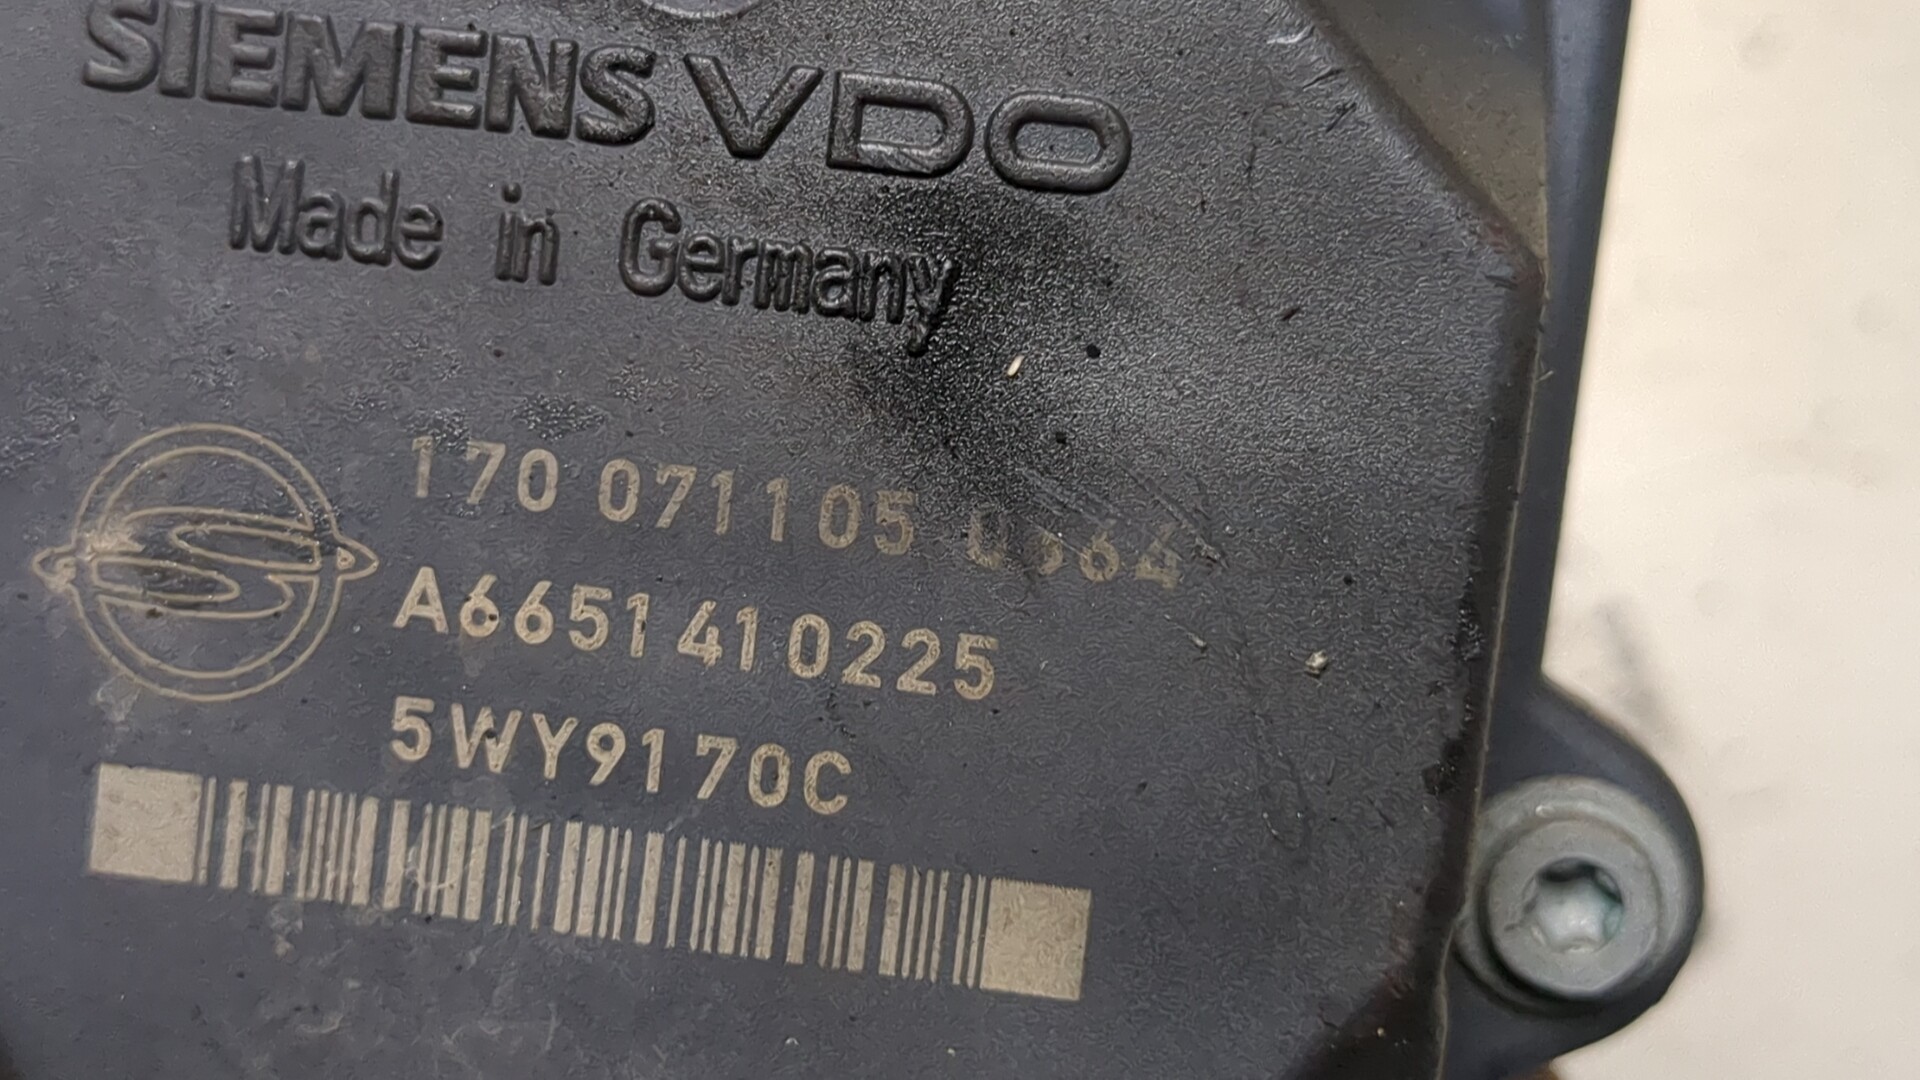 SIEMENS VDO
Made in Germany
170 071105
A6651410225
5WY9170C